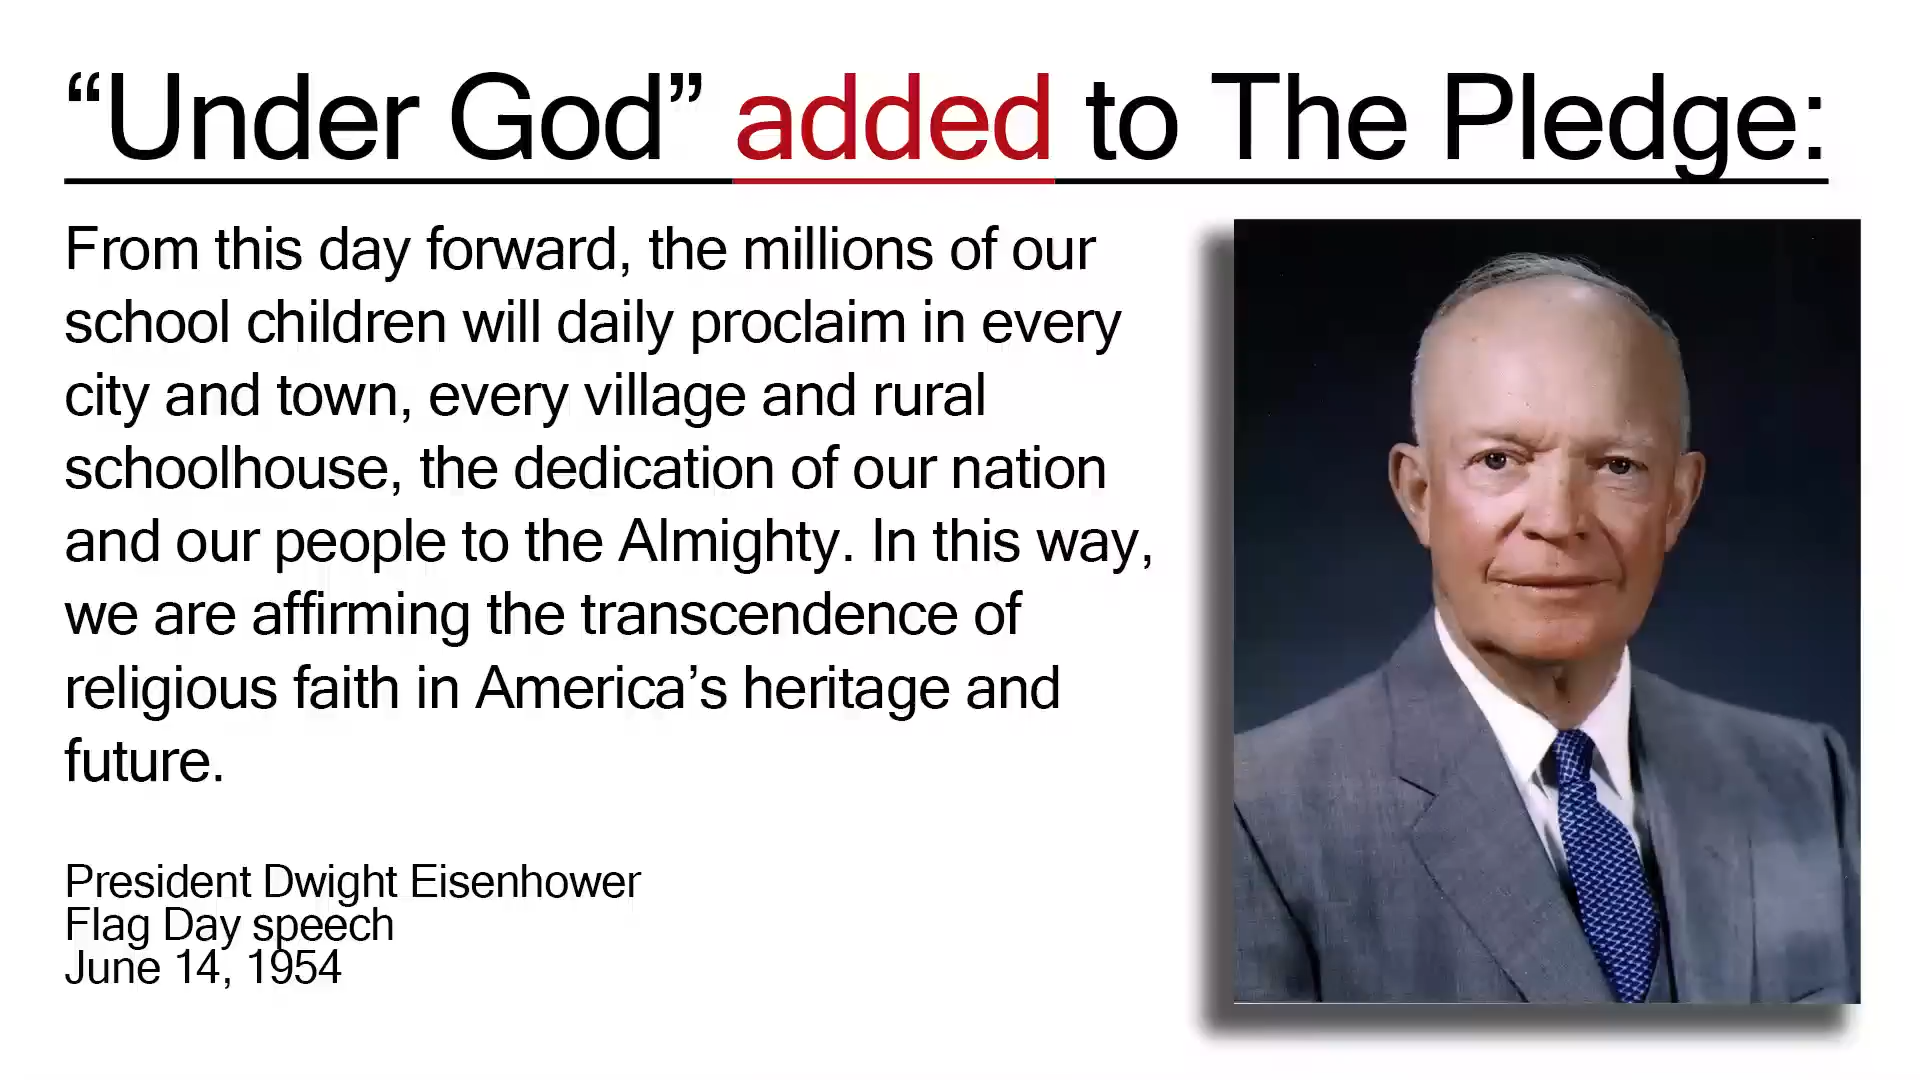 “Under God” added to The Pledge:
From this day forward, the millions of our
school children will daily proclaim in every
city and town, every village and rural
schoolhouse, the dedication of our nation
and our people to the Almighty. In this way,
we are affirming the transcendence of
religious faith in America’s heritage and
future.
President Dwight Eisenhower
Flag Day speech
June 14, 1954